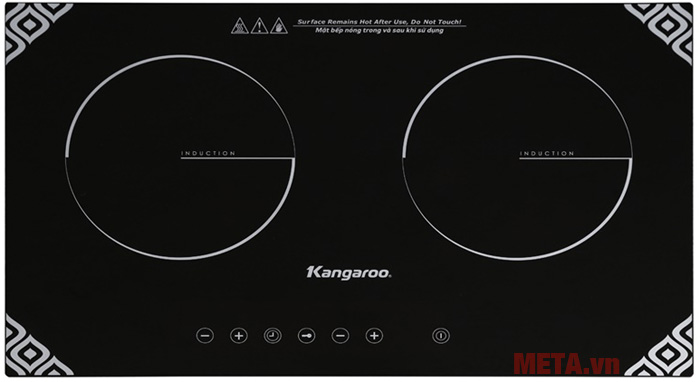 Surface Remains Hot After Use, Do Not Touch!
Mặt bếp nóng trong và sau khi sử dụng
INDUCTION
INDUCTION
Kangaroo
META.vn